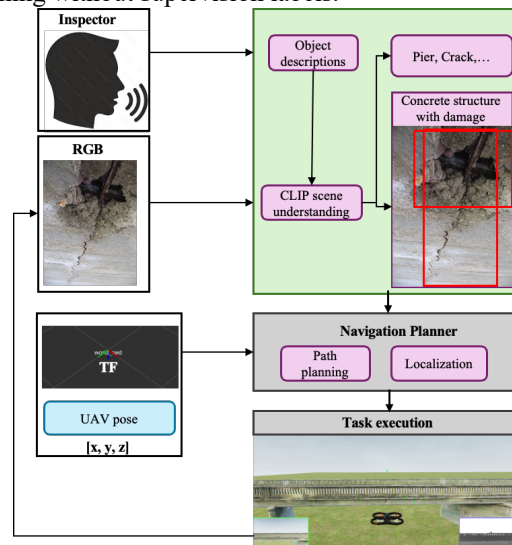 Inspector
Object
descriptions
Pier, Crack,…
Concrete structure
with damage
RGB
CLIP scene
understanding
Navigation Planner
Path
planning
Localization
TF
UAV pose
[x, y, z]
Task execution